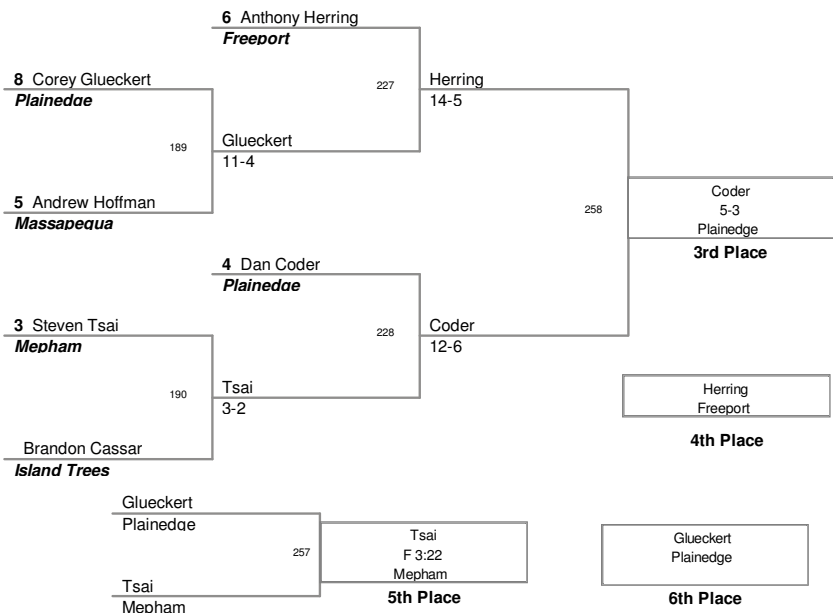 6 Anthony Herring
Freeport
8 Corey Glueckert
Plainedge
227
Herring
14-5
189
Glueckert
11-4
5 Andrew Hoffman
Massapequa
258
Coder
5-3
Plainedge
3rd Place
4 Dan Coder
Plainedge
3 Steven Tsai
Mepham
228
Coder
12-6
190
Tsai
3-2
Herring
Freeport
4th Place
Brandon Cassar
Island Trees
Glueckert
Plainedge
257
Tsai
F 3:22
Mepham
5th Place
Glueckert
Plainedge
6th Place
Tsai
Mepham